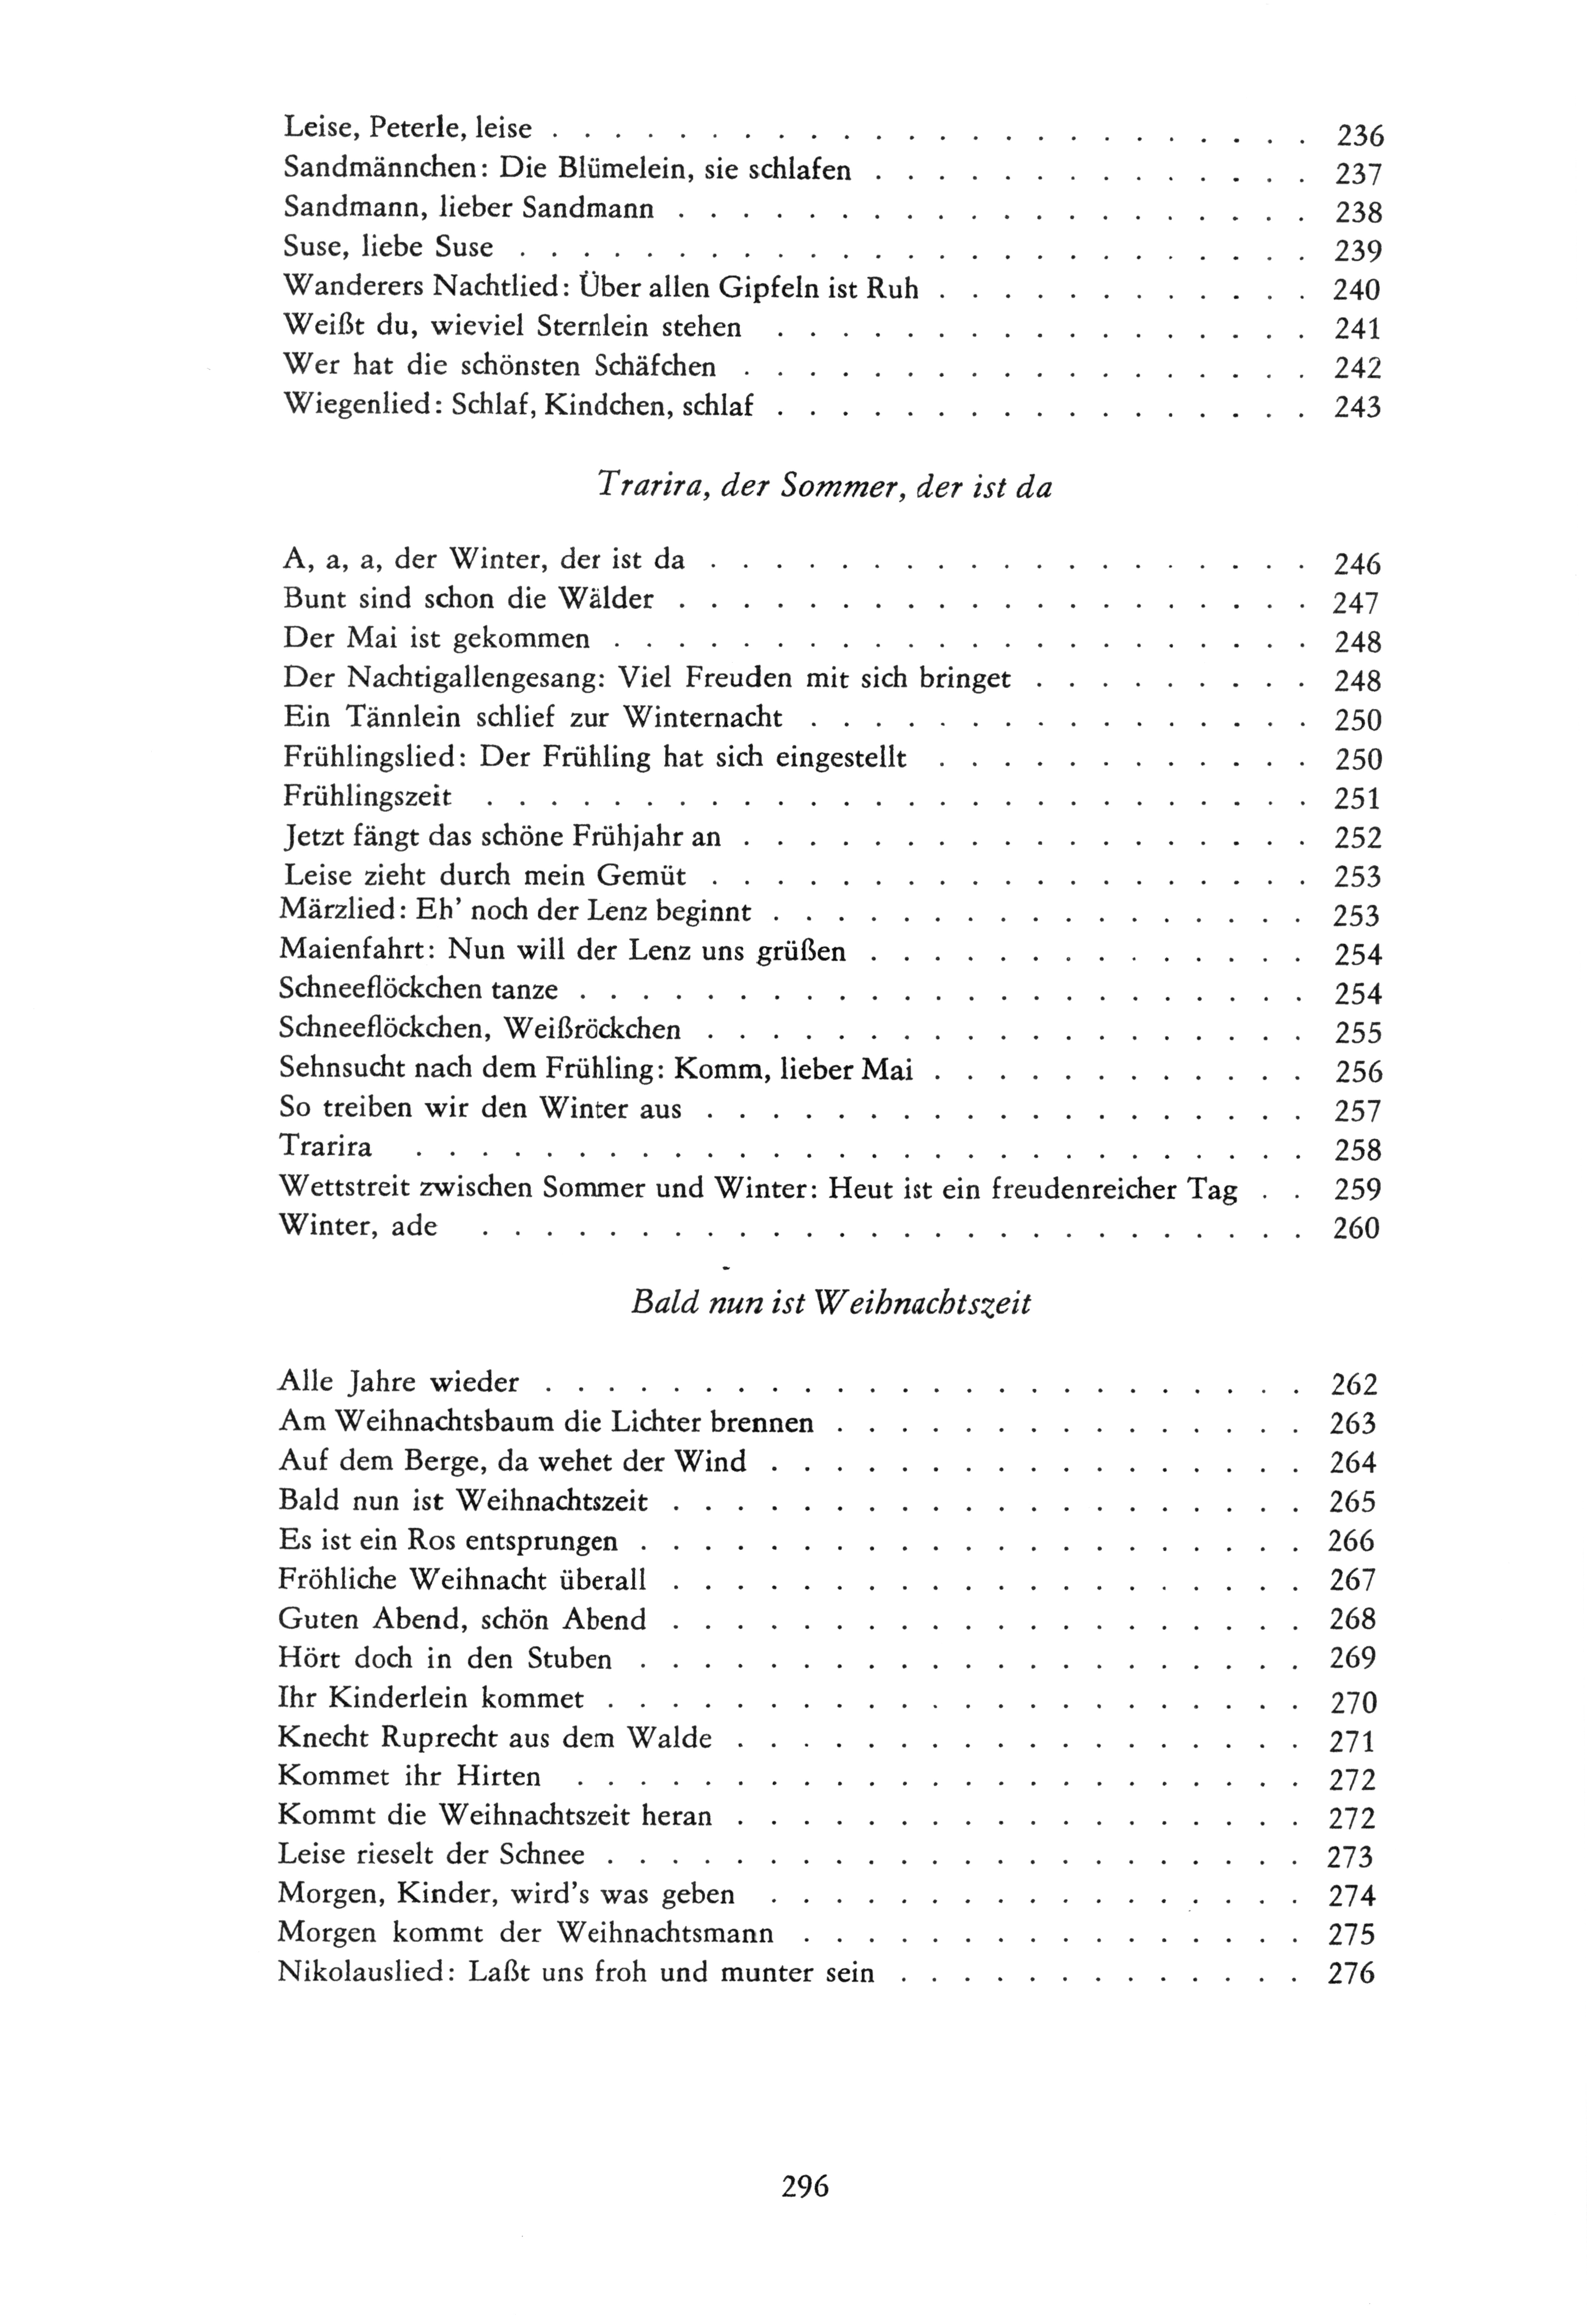 Leise, Peterle, leise . . . . . . . . . . . . . . . . . . . . . . . . 236
Sandmännchen: Die Blümelein, sie schlafen . . . . . . . . . . . . . . 237
Sandmann, lieber Sandmann . . . . . . . . . . . . . . . . . . . . 238
Suse, liebe Suse . . . . . . . . . . . . . . . . . . . . . . . . . 239
Wanderers Nachtlied: Über allen Gipfeln ist Ruh . . . . . . . . . . . . 240
Weißt du, wieviel Sternlein stehen . . . . . . . . . . . . . . . . . 241
Wer hat die schönsten Schäfchen . . . . . . . . . . . . . . . . . . 242
Wiegenlied: Schlaf, Kindchen, schlaf . . . . . . . . . . . . . . . . . 243
Trarira, der Sommer, der ist da
A, a, a, der Winter, der ist da . . . . . . . . . . . . . . . . . . . 246
Bunt sind schon die Wälder . . . . . . . . . . . . . . . . . . . . 247
Der Mai ist gekommen . . . . . . . . . . . . . . . . . . . . . . 248
Der Nachtigallengesang: Viel Freuden mit sich bringet . . . . . . . . . 248
Ein Tännlein schlief zur Winternacht . . . . . . . . . . . . . . . . 250
Frühlingslied: Der Frühling hat sich eingestellt . . . . . . . . . . . . 250
Frühlingszeit . . . . . . . . . . . . . . . . . . . . . . . . . . 251
Jetzt fängt das schöne Frühjahr an . . . . . . . . . . . . . . . . . . 252
Leise zieht durch mein Gemüt . . . . . . . . . . . . . . . . . . . 253
Märzlied: Eh' noch der Lenz beginnt . . . . . . . . . . . . . . . . . 253
Maienfahrt: Nun will der Lenz uns grüßen . . . . . . . . . . . . . . 254
Schneeflöckchen tanze . . . . . . . . . . . . . . . . . . . . . . . 254
Schneeflöckchen, Weißröckchen . . . . . . . . . . . . . . . . . . . 255
Sehnsucht nach dem Frühling: Komm, lieber Mai . . . . . . . . . . . . 256
So treiben wir den Winter aus . . . . . . . . . . . . . . . . . . . 257
Trarira . . . . . . . . . . . . . . . . . . . . . . . . . . . . 258
Wettstreit zwischen Sommer und Winter: Heut ist ein freudenreicher Tag . . 259
Winter, ade . . . . . . . . . . . . . . . . . . . . . . . . . . 260
Bald nun ist Weihnachtszeit
Alle Jahre wieder . . . . . . . . . . . . . . . . . . . . . . . . 262
Am Weihnachtsbaum die Lichter brennen . . . . . . . . . . . . . . . 263
Auf dem Berge, da wehet der Wind . . . . . . . . . . . . . . . . . 264
Bald nun ist Weihnachtszeit . . . . . . . . . . . . . . . . . . . . 265
Es ist ein Ros entsprungen . . . . . . . . . . . . . . . . . . . . . 266
Fröhliche Weihnacht überall . . . . . . . . . . . . . . . . . . . . 267
Guten Abend, schön Abend . . . . . . . . . . . . . . . . . . . . 268
Hört doch in den Stuben . . . . . . . . . . . . . . . . . . . . . 269
Ihr Kinderlein kommet . . . . . . . . . . . . . . . . . . . . . . 270
Knecht Ruprecht aus dem Walde . . . . . . . . . . . . . . . . . . 271
Kommet ihr Hirten . . . . . . . . . . . . . . . . . . . . . . . 272
Kommt die Weihnachtszeit heran . . . . . . . . . . . . . . . . . . 272
Leise rieselt der Schnee . . . . . . . . . . . . . . . . . . . . . . 273
Morgen, Kinder, wird's was geben . . . . . . . . . . . . . . . . . 274
Morgen kommt der Weihnachtsmann . . . . . . . . . . . . . . . . 275
Nikolauslied: Laßt uns froh und munter sein . . . . . . . . . . . . . 276
296